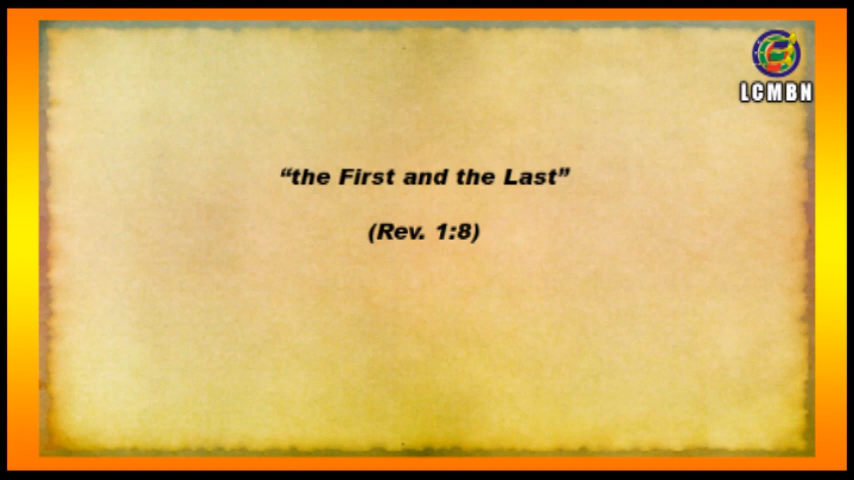 LCMBN
“the First and the Last”
(Rev. 1:8)